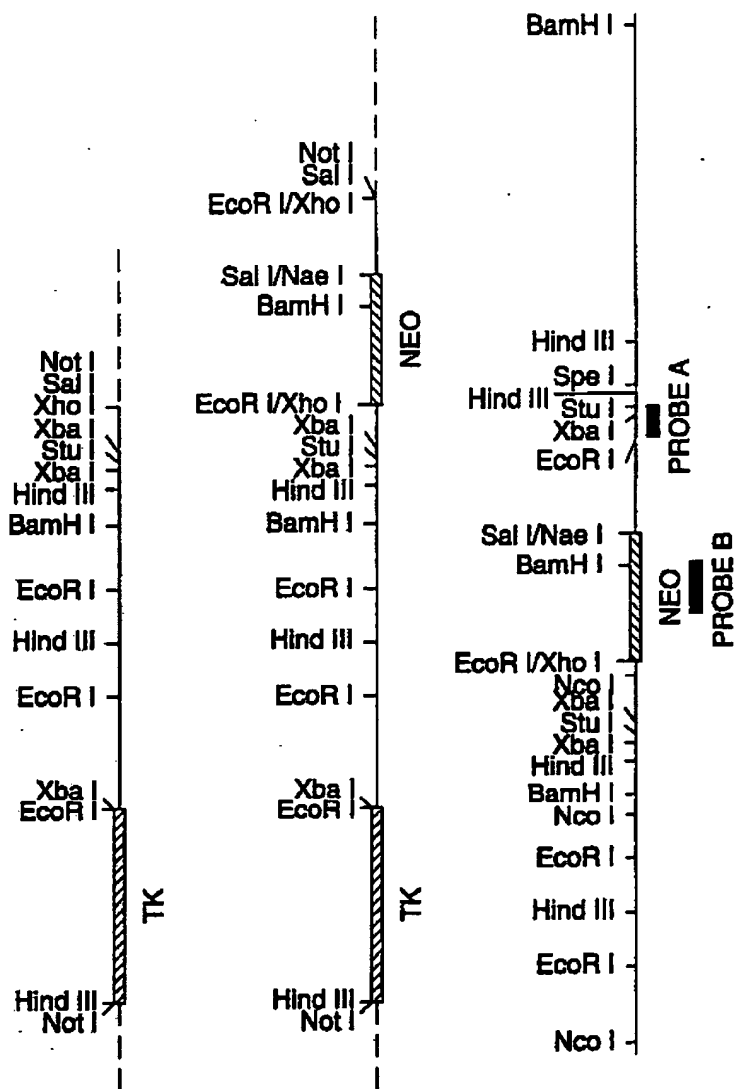 Not I
Sal I
Xho I
Xba I
Stu I
Xba I
Hind III
BamH I
EcoR I
Hind III
EcoR I
Xba I
EcoR I
TK
Hind III
Not I
Not I
Sal I
EcoR I/Xho I
Sal I/Nae I
BamH I
NEO
EcoR I/Xho I
Xba I
Stu I
Xba I
Hind III
BamH I
EcoR I
Hind III
EcoR I
Xba I
EcoR I
TK
Hind III
Not I
BamH I
Hind III
Spe I
Hind III
Stu I
Xba I
EcoR I
PROBE A
Sal I/Nae I
BamH I
NEO
PROBE B
EcoR I/Xho I
Nco I
Xba I
Stu I
Xba I
Hind III
BamH I
Nco I
EcoR I
Hind III
EcoR I
Nco I